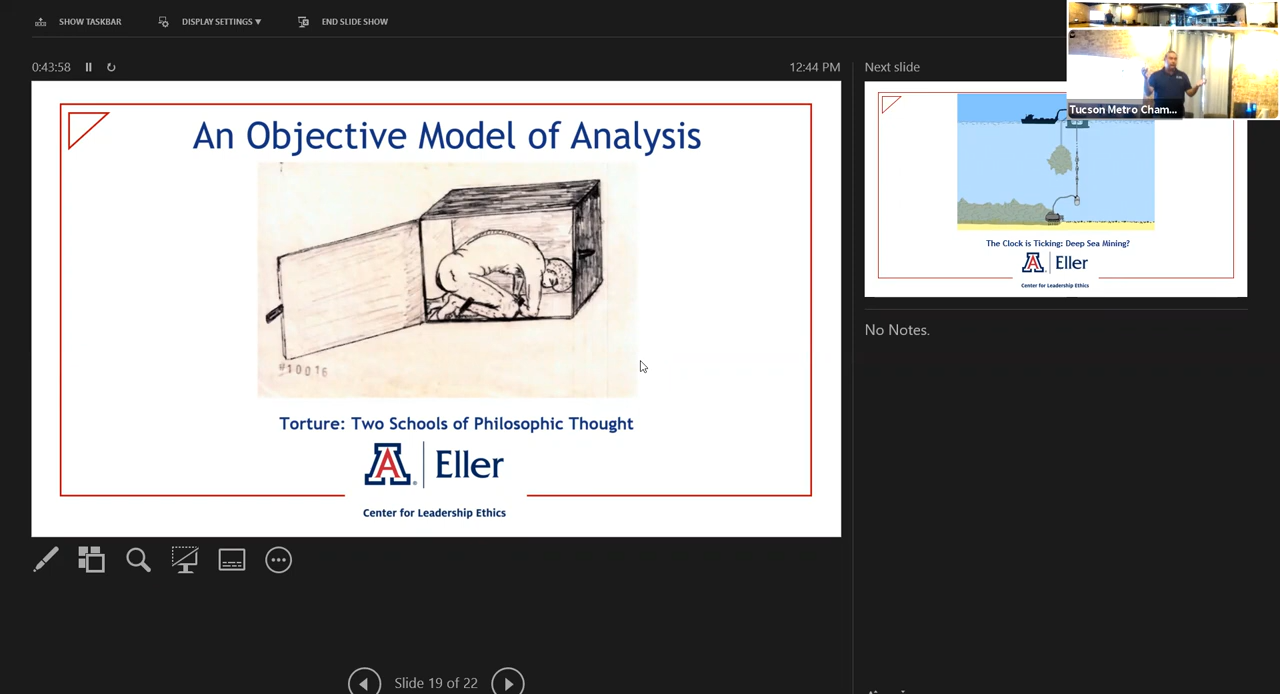 SHOW TASKBAR
DISPLAY SETTINGS ▼
END SLIDE SHOW
0:43:58
12:44 PM
Next slide
Tucson Metro Cham...
An Objective Model of Analysis
910016
Torture: Two Schools of Philosophic Thought
A Eller
Center for Leadership Ethics
The Clock is Ticking: Deep Sea Mining?
A Eller
Center for Leadership Ethics
No Notes.
Slide 19 of 22